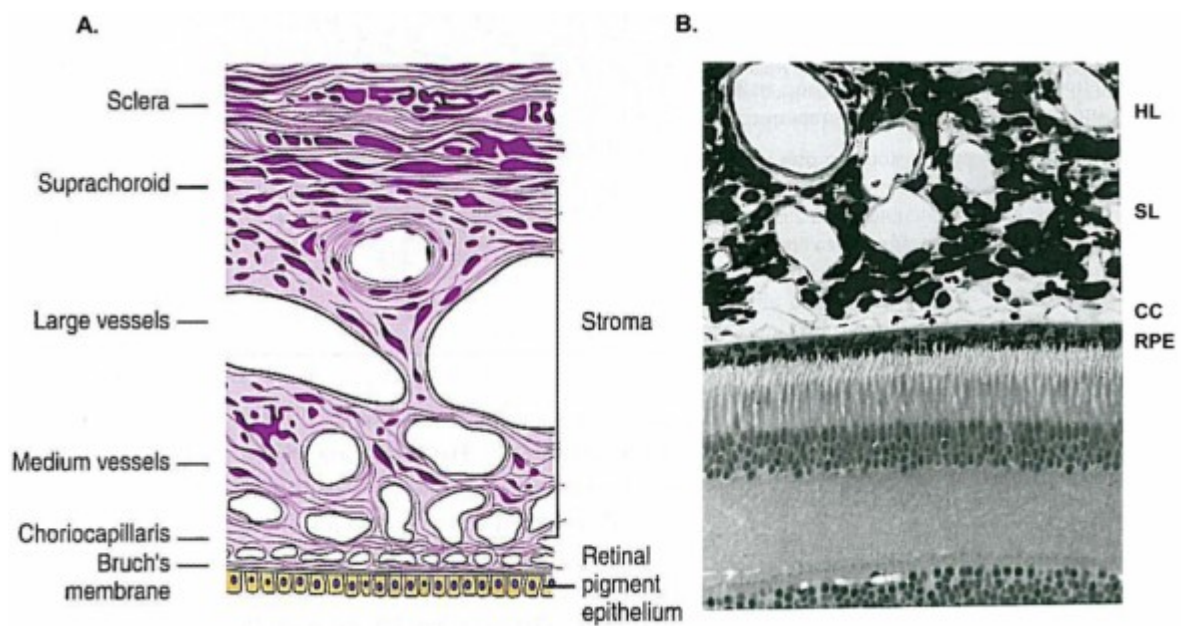 A.
Sclera
Suprachoroid
Large vessels
Medium vessels
Choriocapillaris
Bruch's
membrane
Stroma
Retinal
pigment
epithelium
B.
HL
SL
CC
RPE